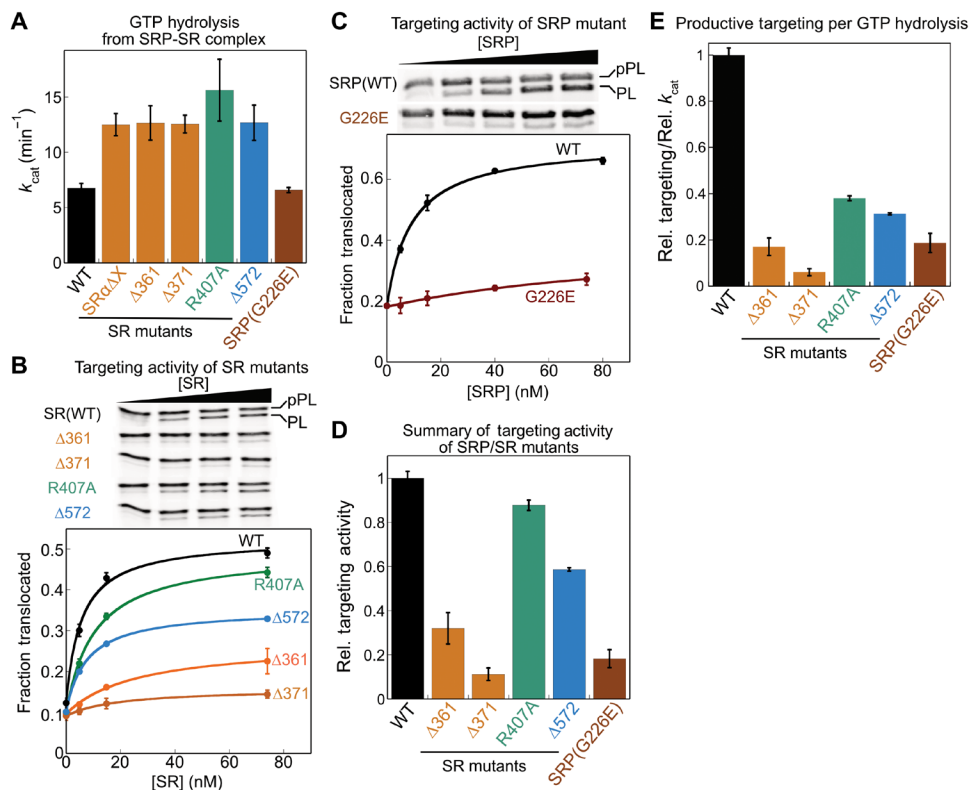 A
GTP hydrolysis
from SRP-SR complex
kcat (min⁻¹)
15
10
5
0
WT
SRαΔX
Δ361
Δ371
R407A
Δ572
SRP(G226E)
SR mutants
B
Targeting activity of SR mutants
[SR]
SR(WT)
Δ361
Δ371
R407A
Δ572
pPL
PL
Fraction translocated
0.5
0.4
0.3
0.2
0.1
0
0
20
40
60
80
[SR] (nM)
WT
R407A
Δ572
Δ361
Δ371
C
Targeting activity of SRP mutant
[SRP]
SRP(WT)
G226E
pPL
PL
Fraction translocated
0.6
0.4
0.2
0
0
20
40
60
80
[SRP] (nM)
WT
G226E
D
Summary of targeting activity
of SRP/SR mutants
Rel. targeting activity
1
0.8
0.6
0.4
0.2
0
WT
Δ361
Δ371
R407A
Δ572
SRP(G226E)
SR mutants
E
Productive targeting per GTP hydrolysis
Rel. targeting/Rel. kcat
1
0.8
0.6
0.4
0.2
0
WT
Δ361
Δ371
R407A
Δ572
SRP(G226E)
SR mutants